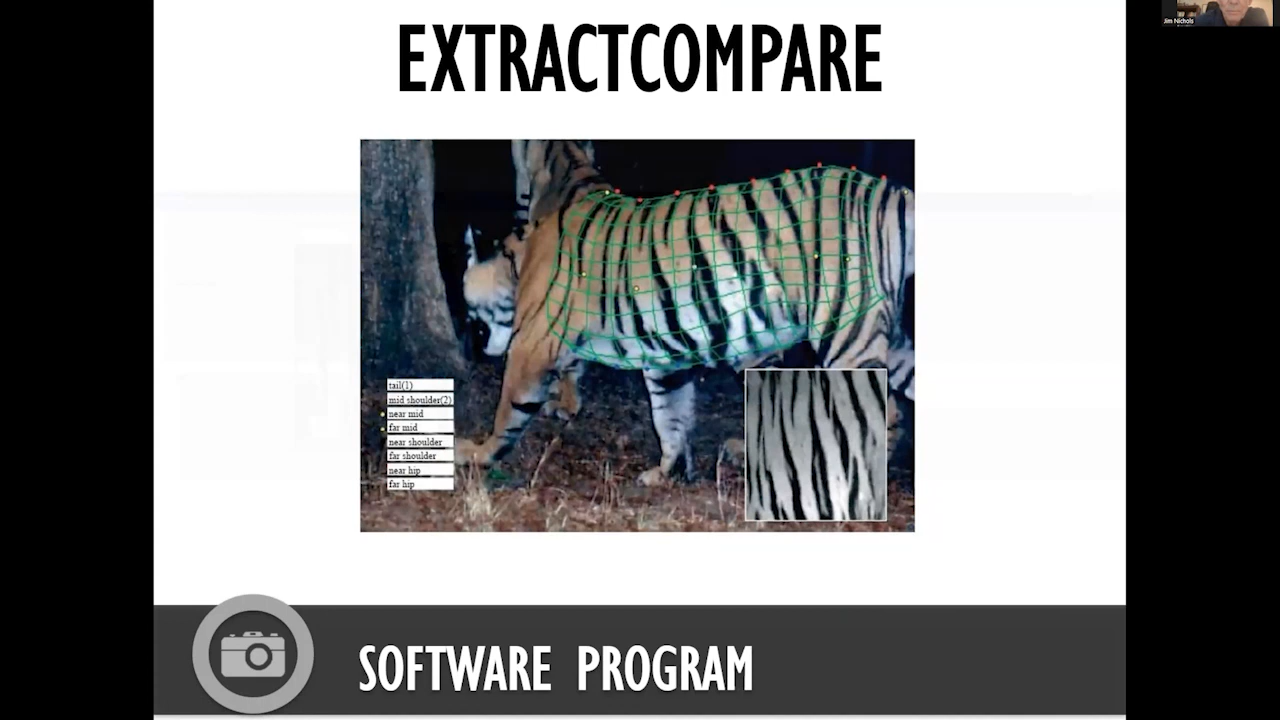 EXTRACTCOMPARE
Jim Nichols
tail(1)
mid shoulder(2)
near mid
far mid
near shoulder
far shoulder
near hip
far hip
SOFTWARE PROGRAM